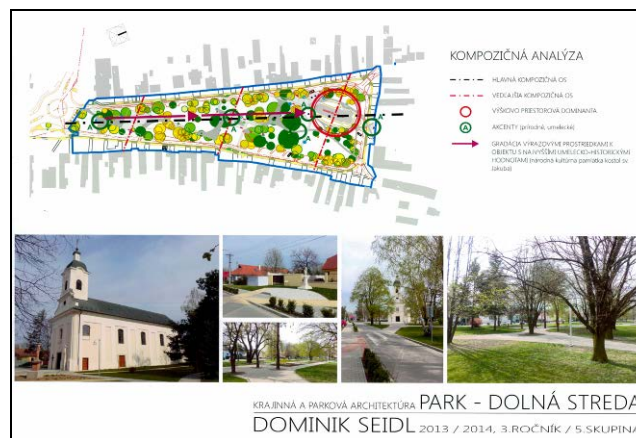 KOMPOZIČNÁ ANALÝZA
HLAVNÁ KOMPOZIČNÁ OS
VEDĽAJŠIA KOMPOZIČNÁ OS
VÝŠKOVO PRIESTOROVÁ DOMINANTA
AKCENTY (prírodné, umelecké)
GRADÁCIA VÝRAZOVÝMI PROSTRIEDKAMI K
OBJEKTU S NAJVYŠŠÍMI UMELECKO-HISTORICKÝMI
HODNOTAMI (národná kultúrna pamiatka kostol sv.
Jakuba)
KRAJINNÁ A PARKOVÁ ARCHITEKTÚRA PARK - DOLNÁ STREDA
DOMINIK SEIDL 2013 / 2014, 3.ROČNÍK / 5.SKUPINA